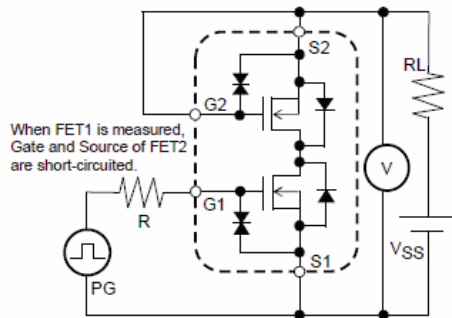 S2
RL
G2
When FET1 is measured,
Gate and Source of FET2
are short-circuited.
V
G1
R
VSS
S1
PG